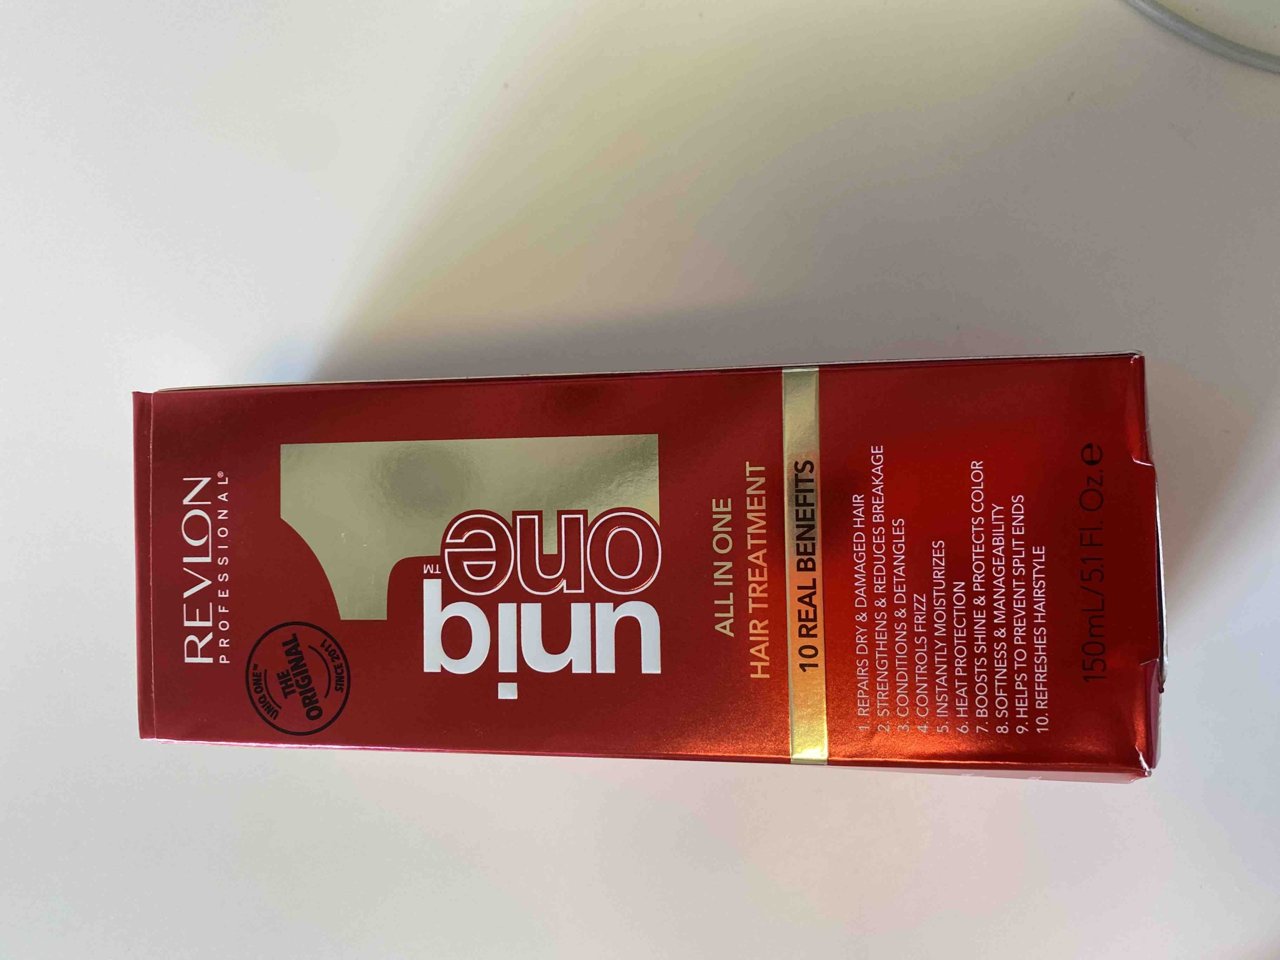 REVLON
PROFESSIONAL®
UNIQ ONE™
THE
ORIGINAL
SINCE 2011
uniq
one™
ALL IN ONE
HAIR TREATMENT
10 REAL BENEFITS
1. REPAIRS DRY & DAMAGED HAIR
2. STRENGTHENS & REDUCES BREAKAGE
3. CONDITIONS & DETANGLES
4. CONTROLS FRIZZ
5. INSTANTLY MOISTURIZES
6. HEAT PROTECTION
7. BOOSTS SHINE & PROTECTS COLOR
8. SOFTNESS & MANAGEABILITY
9. HELPS TO PREVENT SPLIT ENDS
10. REFRESHES HAIRSTYLE
150mL/5.1 Fl. Oz. ℮